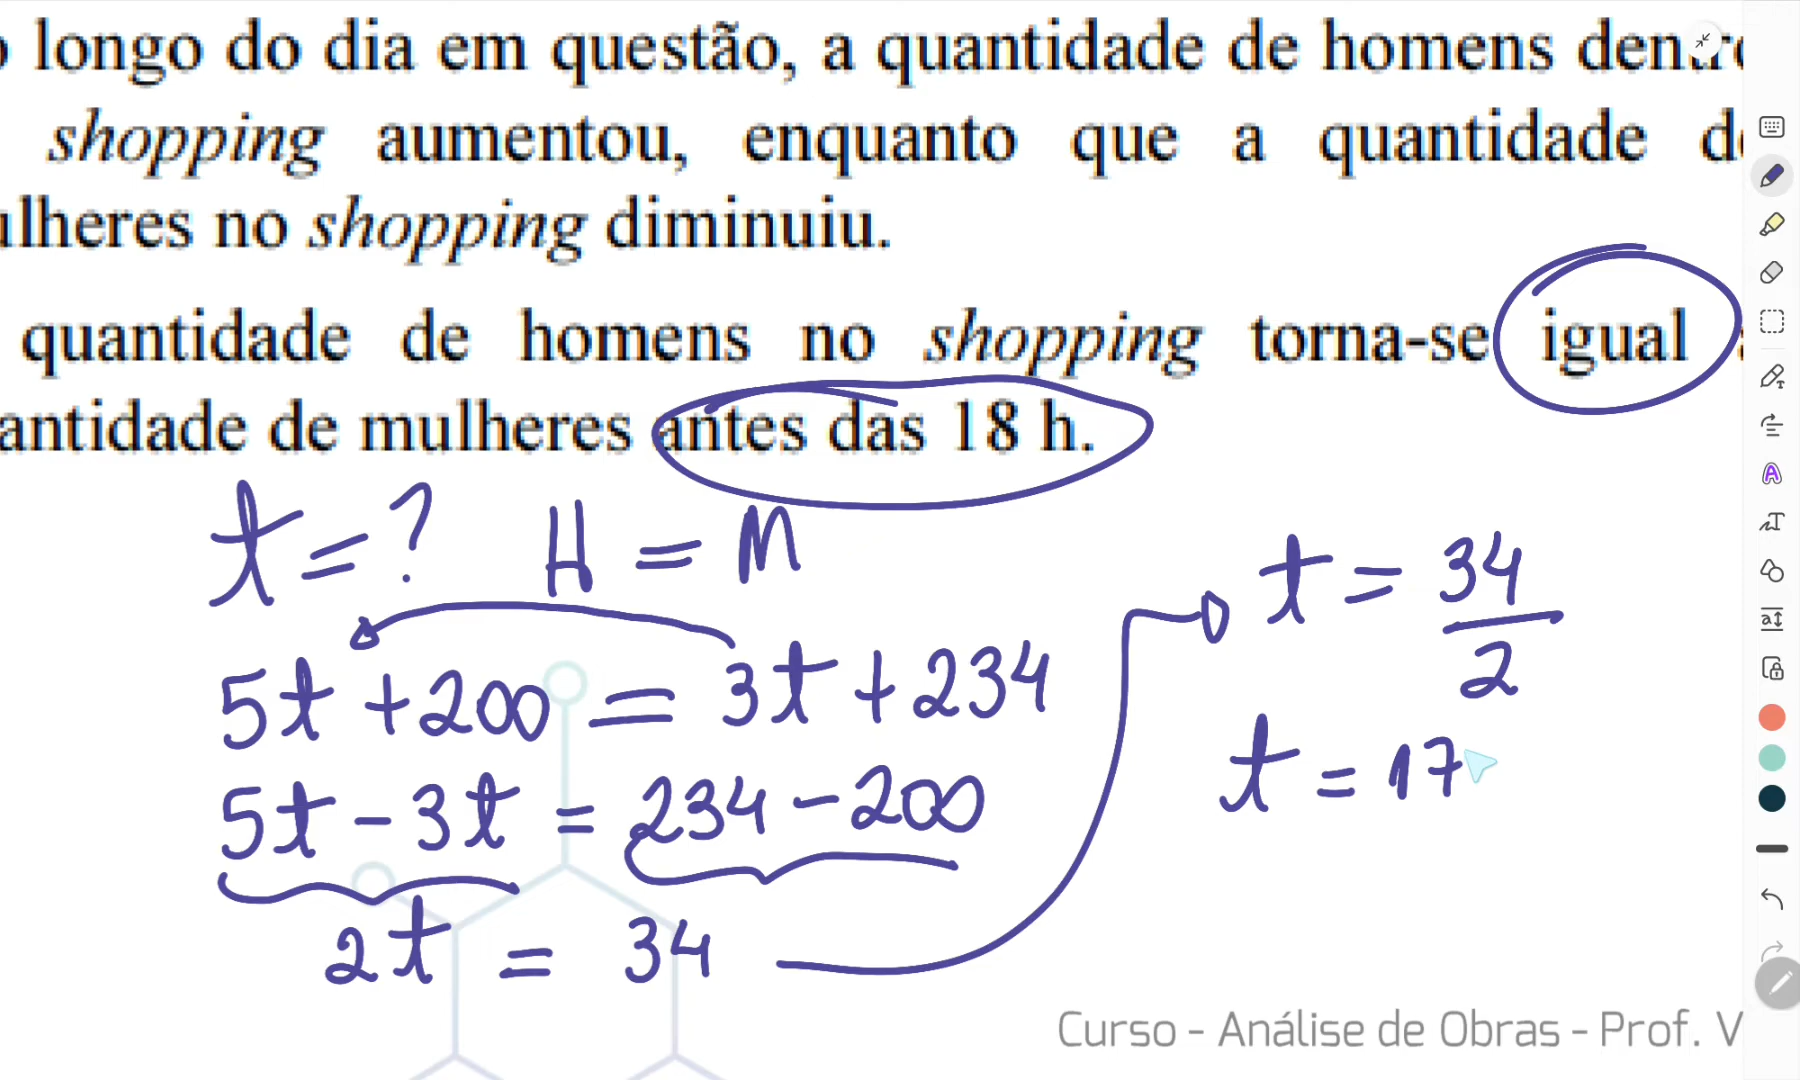 longo do dia em questão, a quantidade de homens
shopping aumentou, enquanto que a quantidade
ulheres no shopping diminuiu.
quantidade de homens no shopping torna-se igual
antidade de mulheres antes das 18 h.
t = ? H = M
5t + 200 = 3t + 234
5t - 3t = 234 - 200
2t = 34
t = 34/2
t = 17
Curso - Análise de Obras - Prof. V